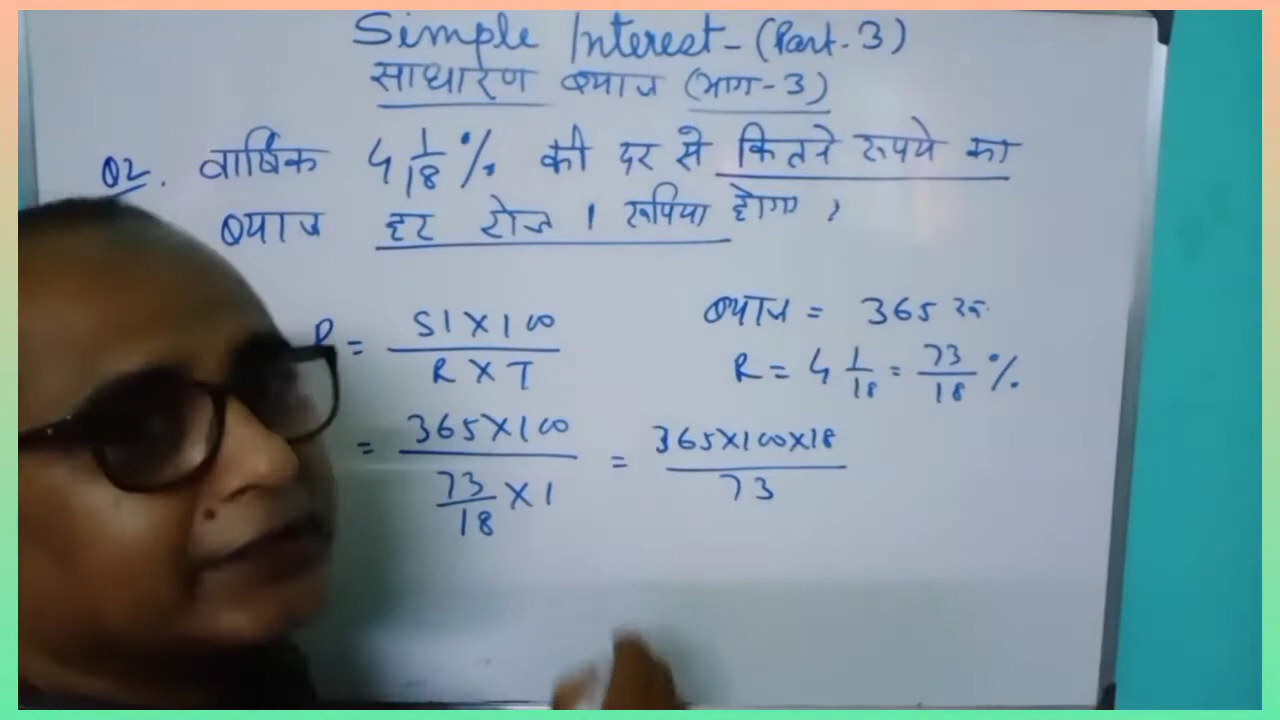 Simple Interest - (Part. 3)
साधारण ब्याज (भाग - 3)
Q2. वार्षिक 4 1/18 % की दर से कितने रूपये का
ब्याज हर रोज 1 रूपिया होगा ,
P = SI X 100 / R X T
ब्याज = 365 रू.
R = 4 1/18 = 73/18 %
= 365 X 100 / 73/18 X 1 = 365 X 100 X 18 / 73